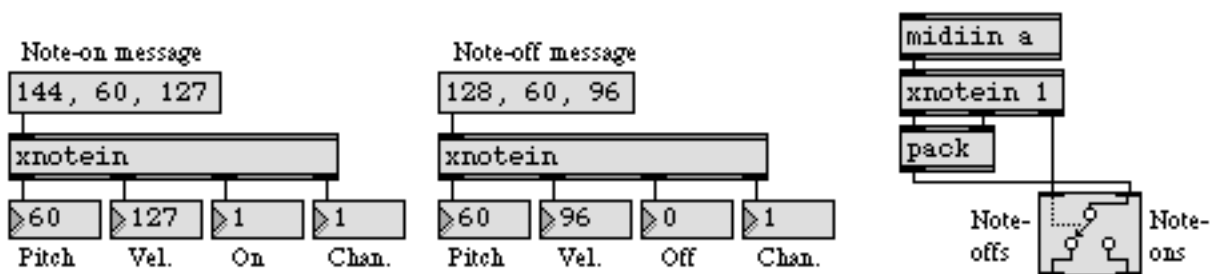 Note-on message
144, 60, 127
xnotein
60 127 1 1
Pitch Vel. On Chan.
Note-off message
128, 60, 96
xnotein
60 96 0 1
Pitch Vel. Off Chan.
midiin a
xnotein 1
pack
Note-
offs
Note-
ons